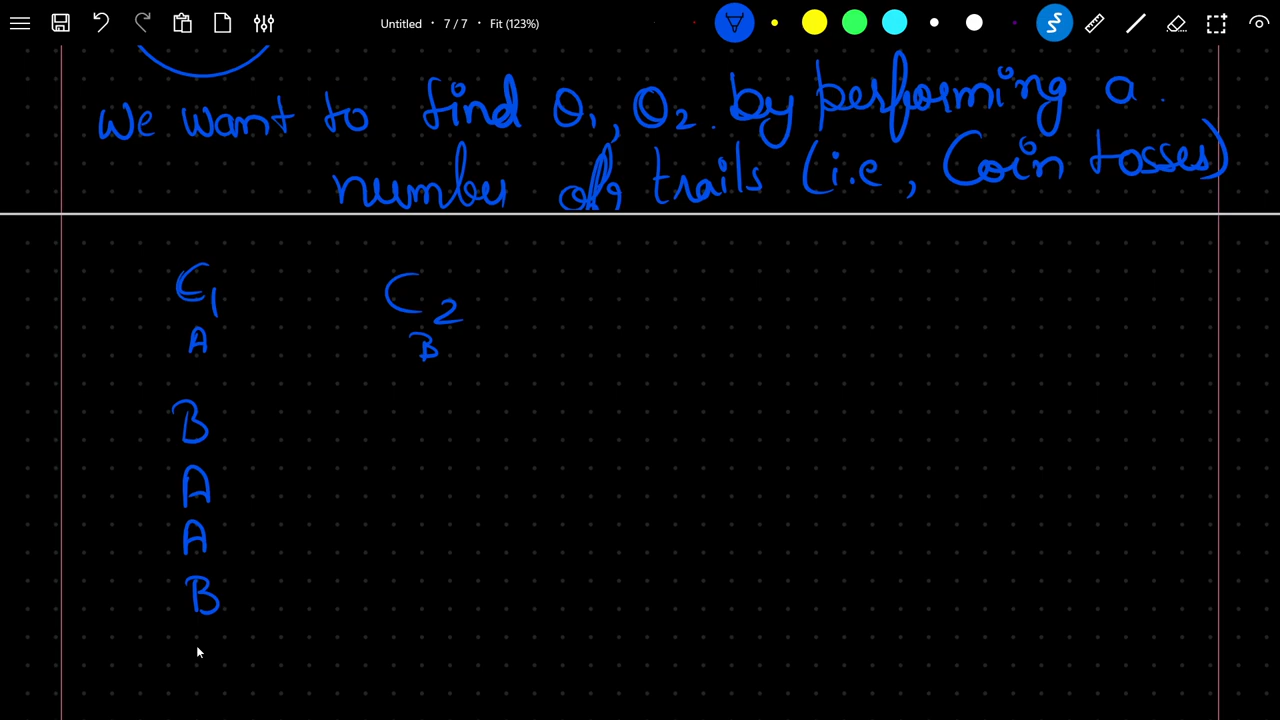 Untitled • 7 / 7 • Fit (123%)
We want to find θ₁, θ₂. by performing a.
number of trails (i.e, Coin tosses)
C₁ C₂
A B
B
A
A
B